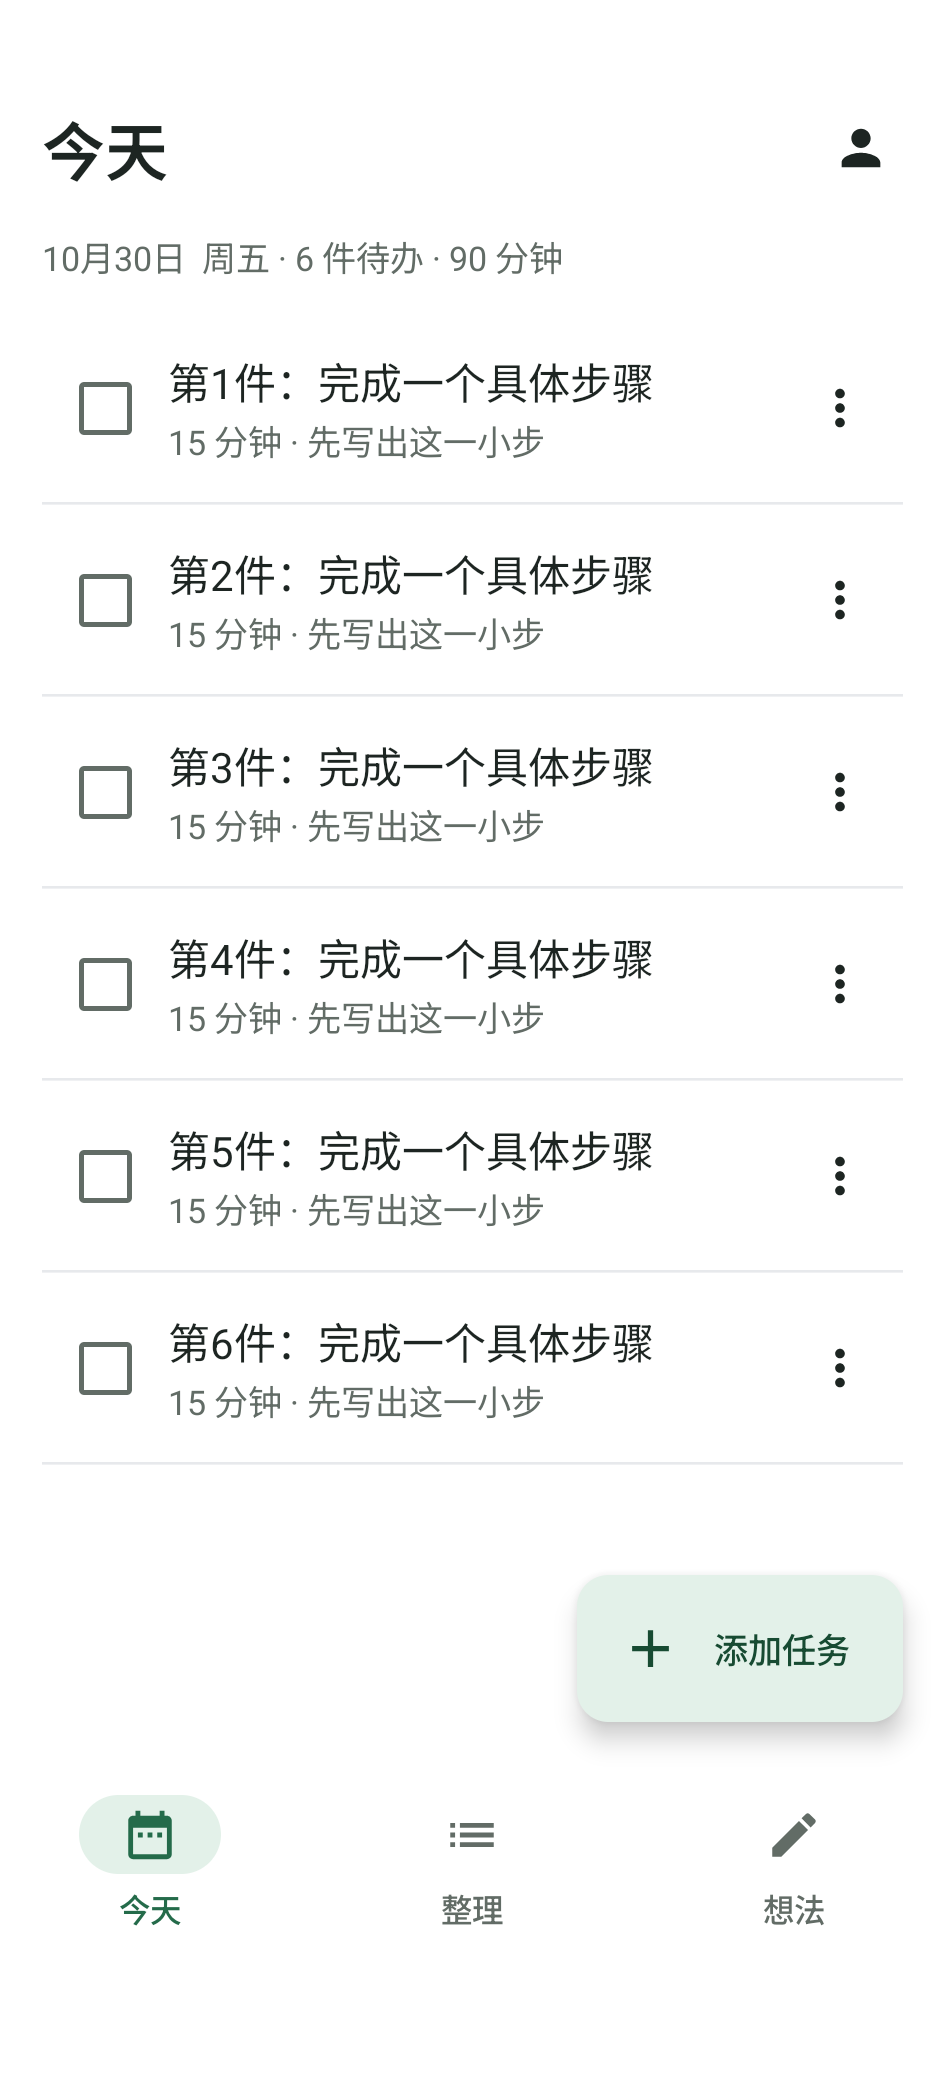 今天
10月30日 周五 · 6 件待办 · 90 分钟
第1件：完成一个具体步骤
15 分钟 · 先写出这一小步
第2件：完成一个具体步骤
15 分钟 · 先写出这一小步
第3件：完成一个具体步骤
15 分钟 · 先写出这一小步
第4件：完成一个具体步骤
15 分钟 · 先写出这一小步
第5件：完成一个具体步骤
15 分钟 · 先写出这一小步
第6件：完成一个具体步骤
15 分钟 · 先写出这一小步
添加任务
今天
整理
想法